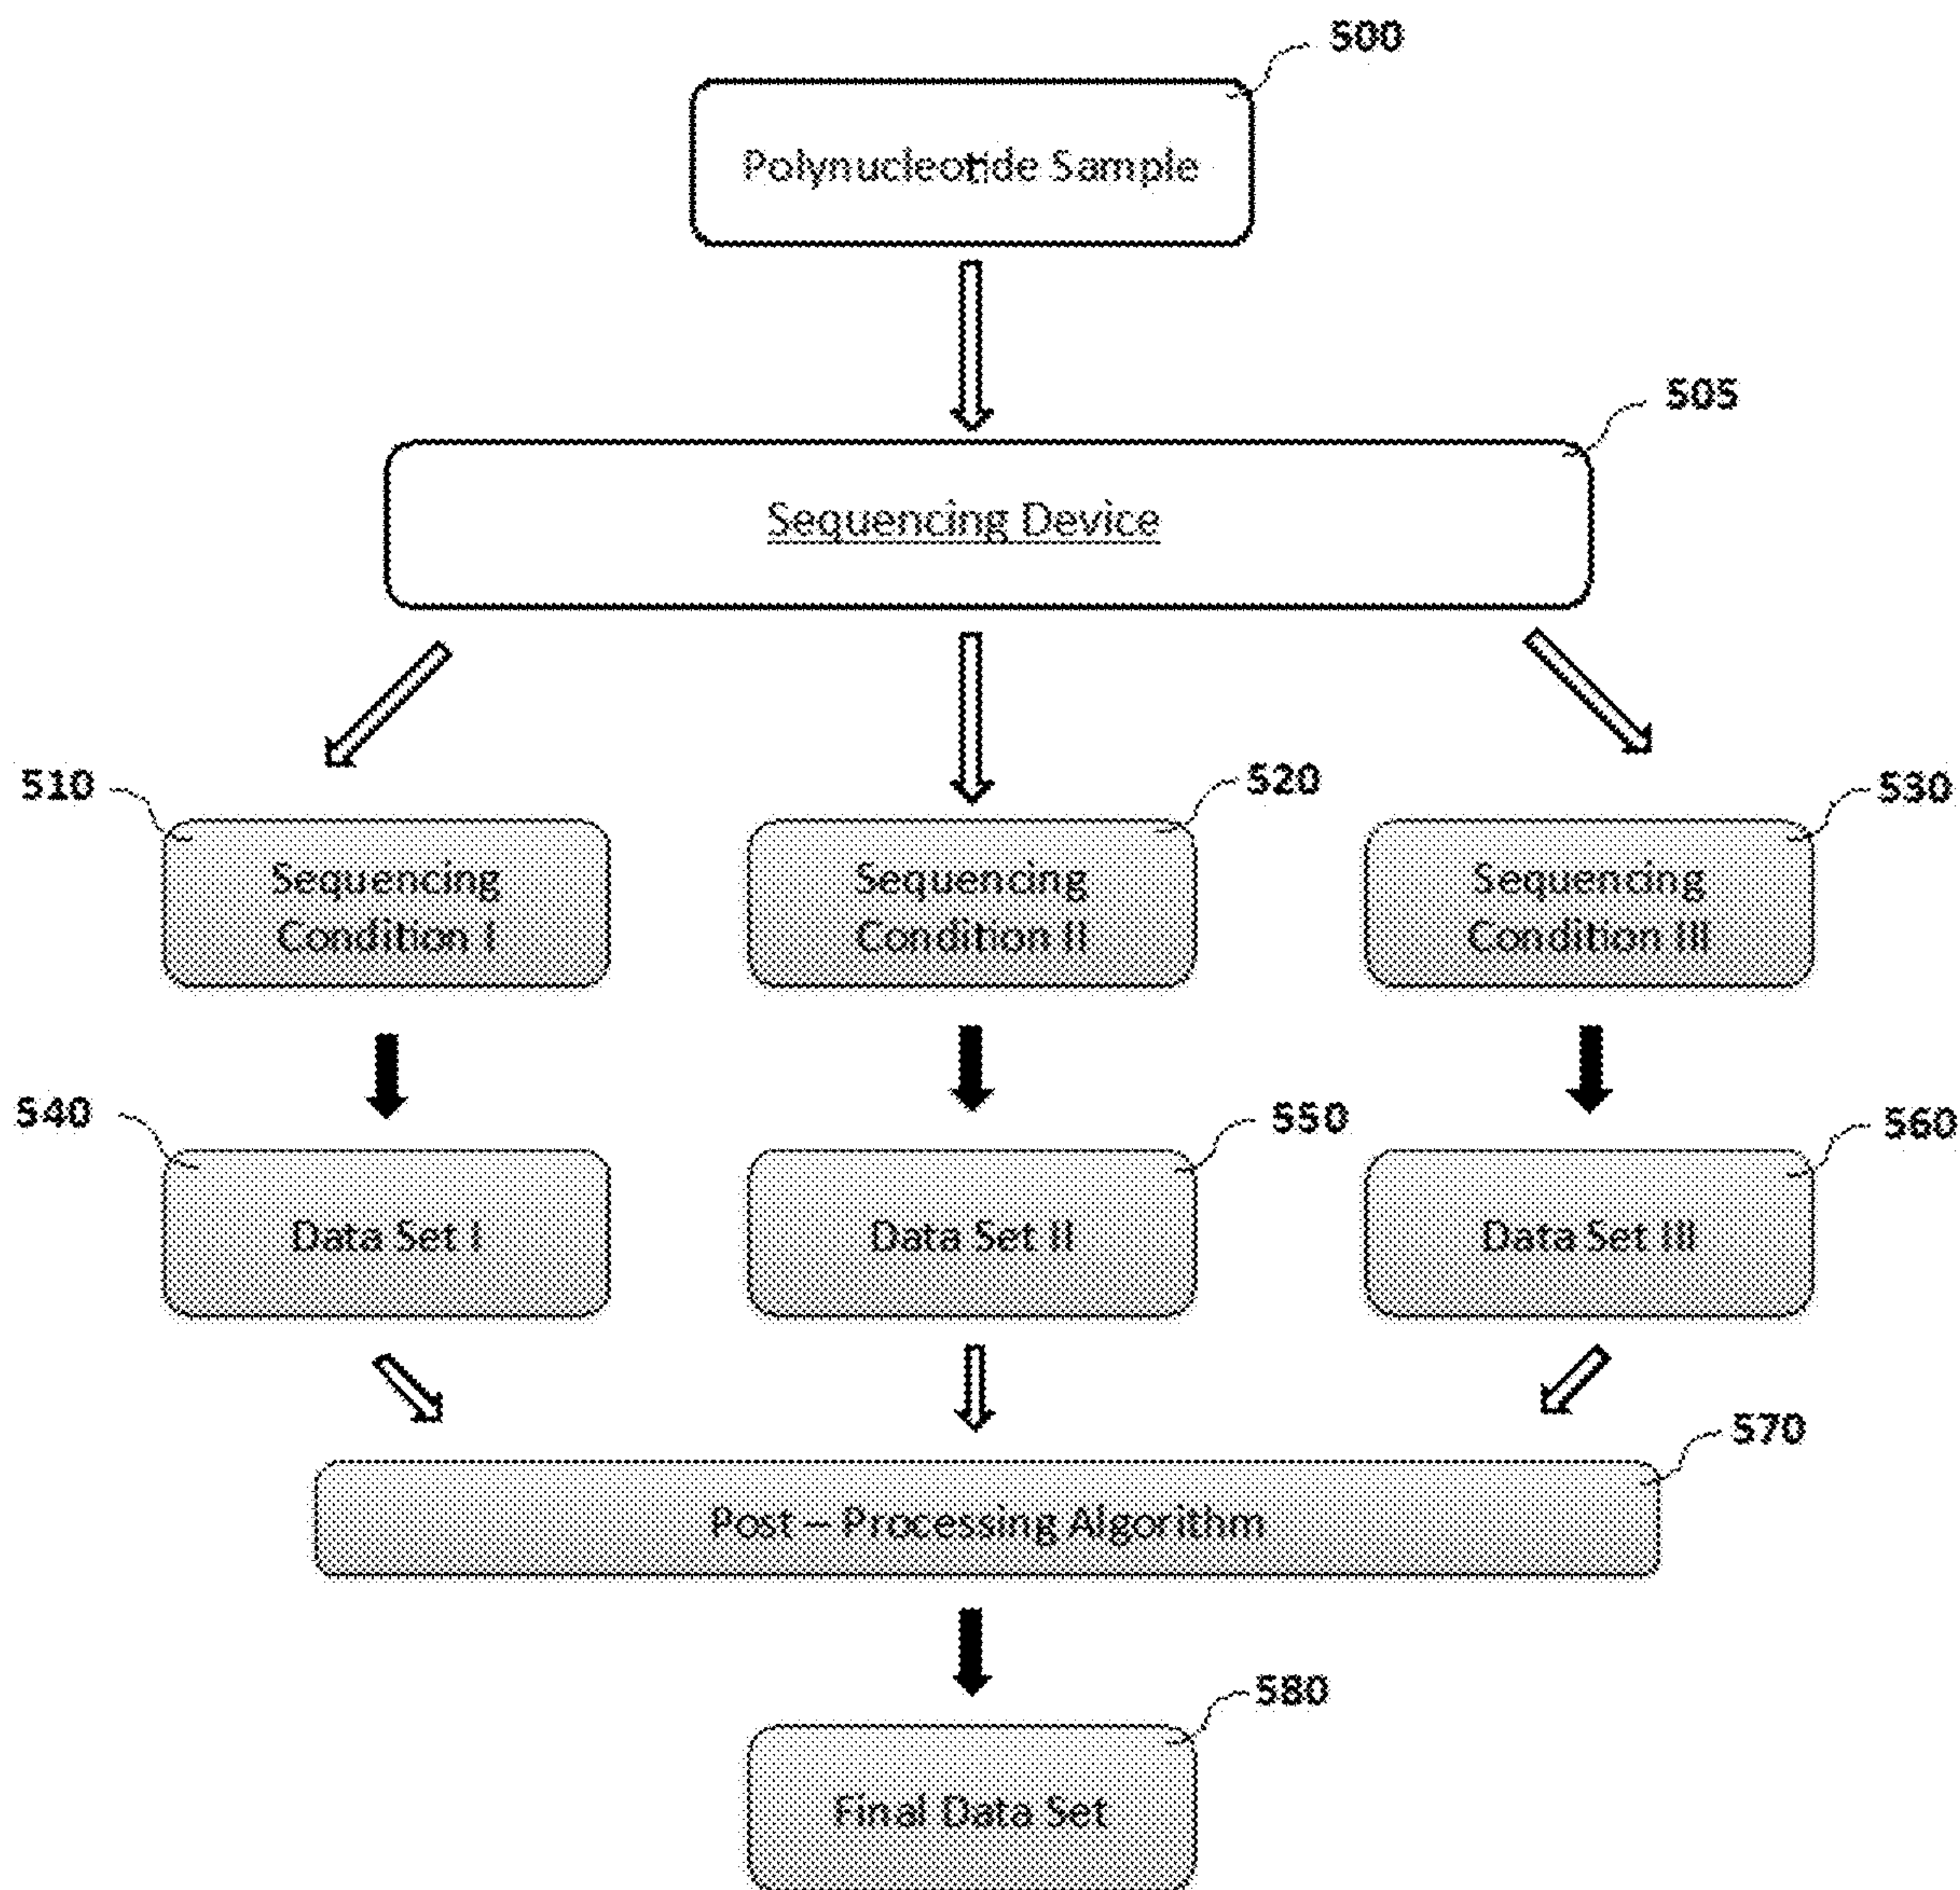 500
Polynucleotide Sample
505
Sequencing Device
510
520
530
Sequencing
Condition I
Sequencing
Condition II
Sequencing
Condition III
540
550
560
Data Set I
Data Set II
Data Set III
570
Post – Processing Algorithm
580
Final Data Set